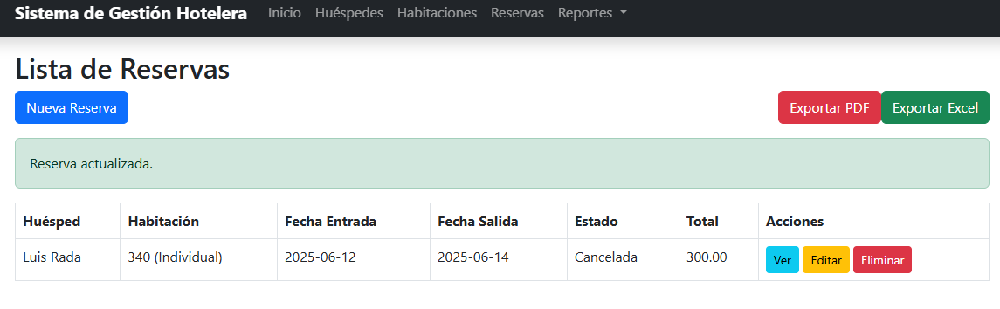 Sistema de Gestión Hotelera Inicio Huéspedes Habitaciones Reservas Reportes
Lista de Reservas
Nueva Reserva Exportar PDF Exportar Excel
Reserva actualizada.
Huésped Habitación Fecha Entrada Fecha Salida Estado Total Acciones
Luis Rada 340 (Individual) 2025-06-12 2025-06-14 Cancelada 300.00 Ver Editar Eliminar